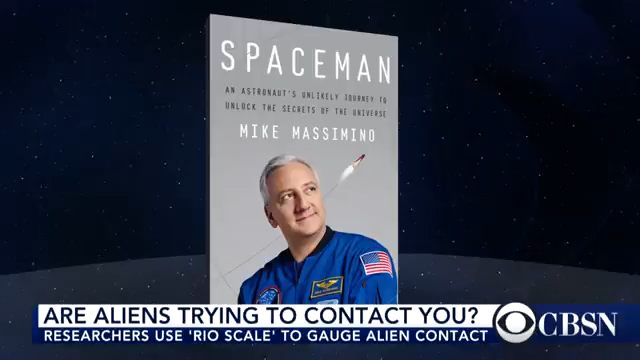 SPACEMAN
AN ASTRONAUT'S UNLIKELY JOURNEY TO
UNLOCK THE SECRETS OF THE UNIVERSE
MIKE MASSIMINO
ARE ALIENS TRYING TO CONTACT YOU?
RESEARCHERS USE 'RIO SCALE' TO GAUGE ALIEN CONTACT
CBSN